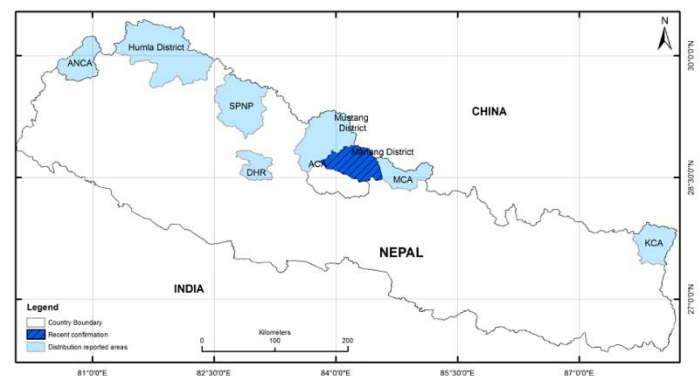 N
30°0'0"N
ANCA
Humla District
SPNP
CHINA
Mustang
District
Manang District
ACA
DHR
MCA
28°30'0"N
KCA
NEPAL
INDIA
27°0'0"N
Legend
Country Boundary
Recent confirmation
Distribution reported areas
Kilometers
0 100 200
81°0'0"E 82°30'0"E 84°0'0"E 85°30'0"E 87°0'0"E